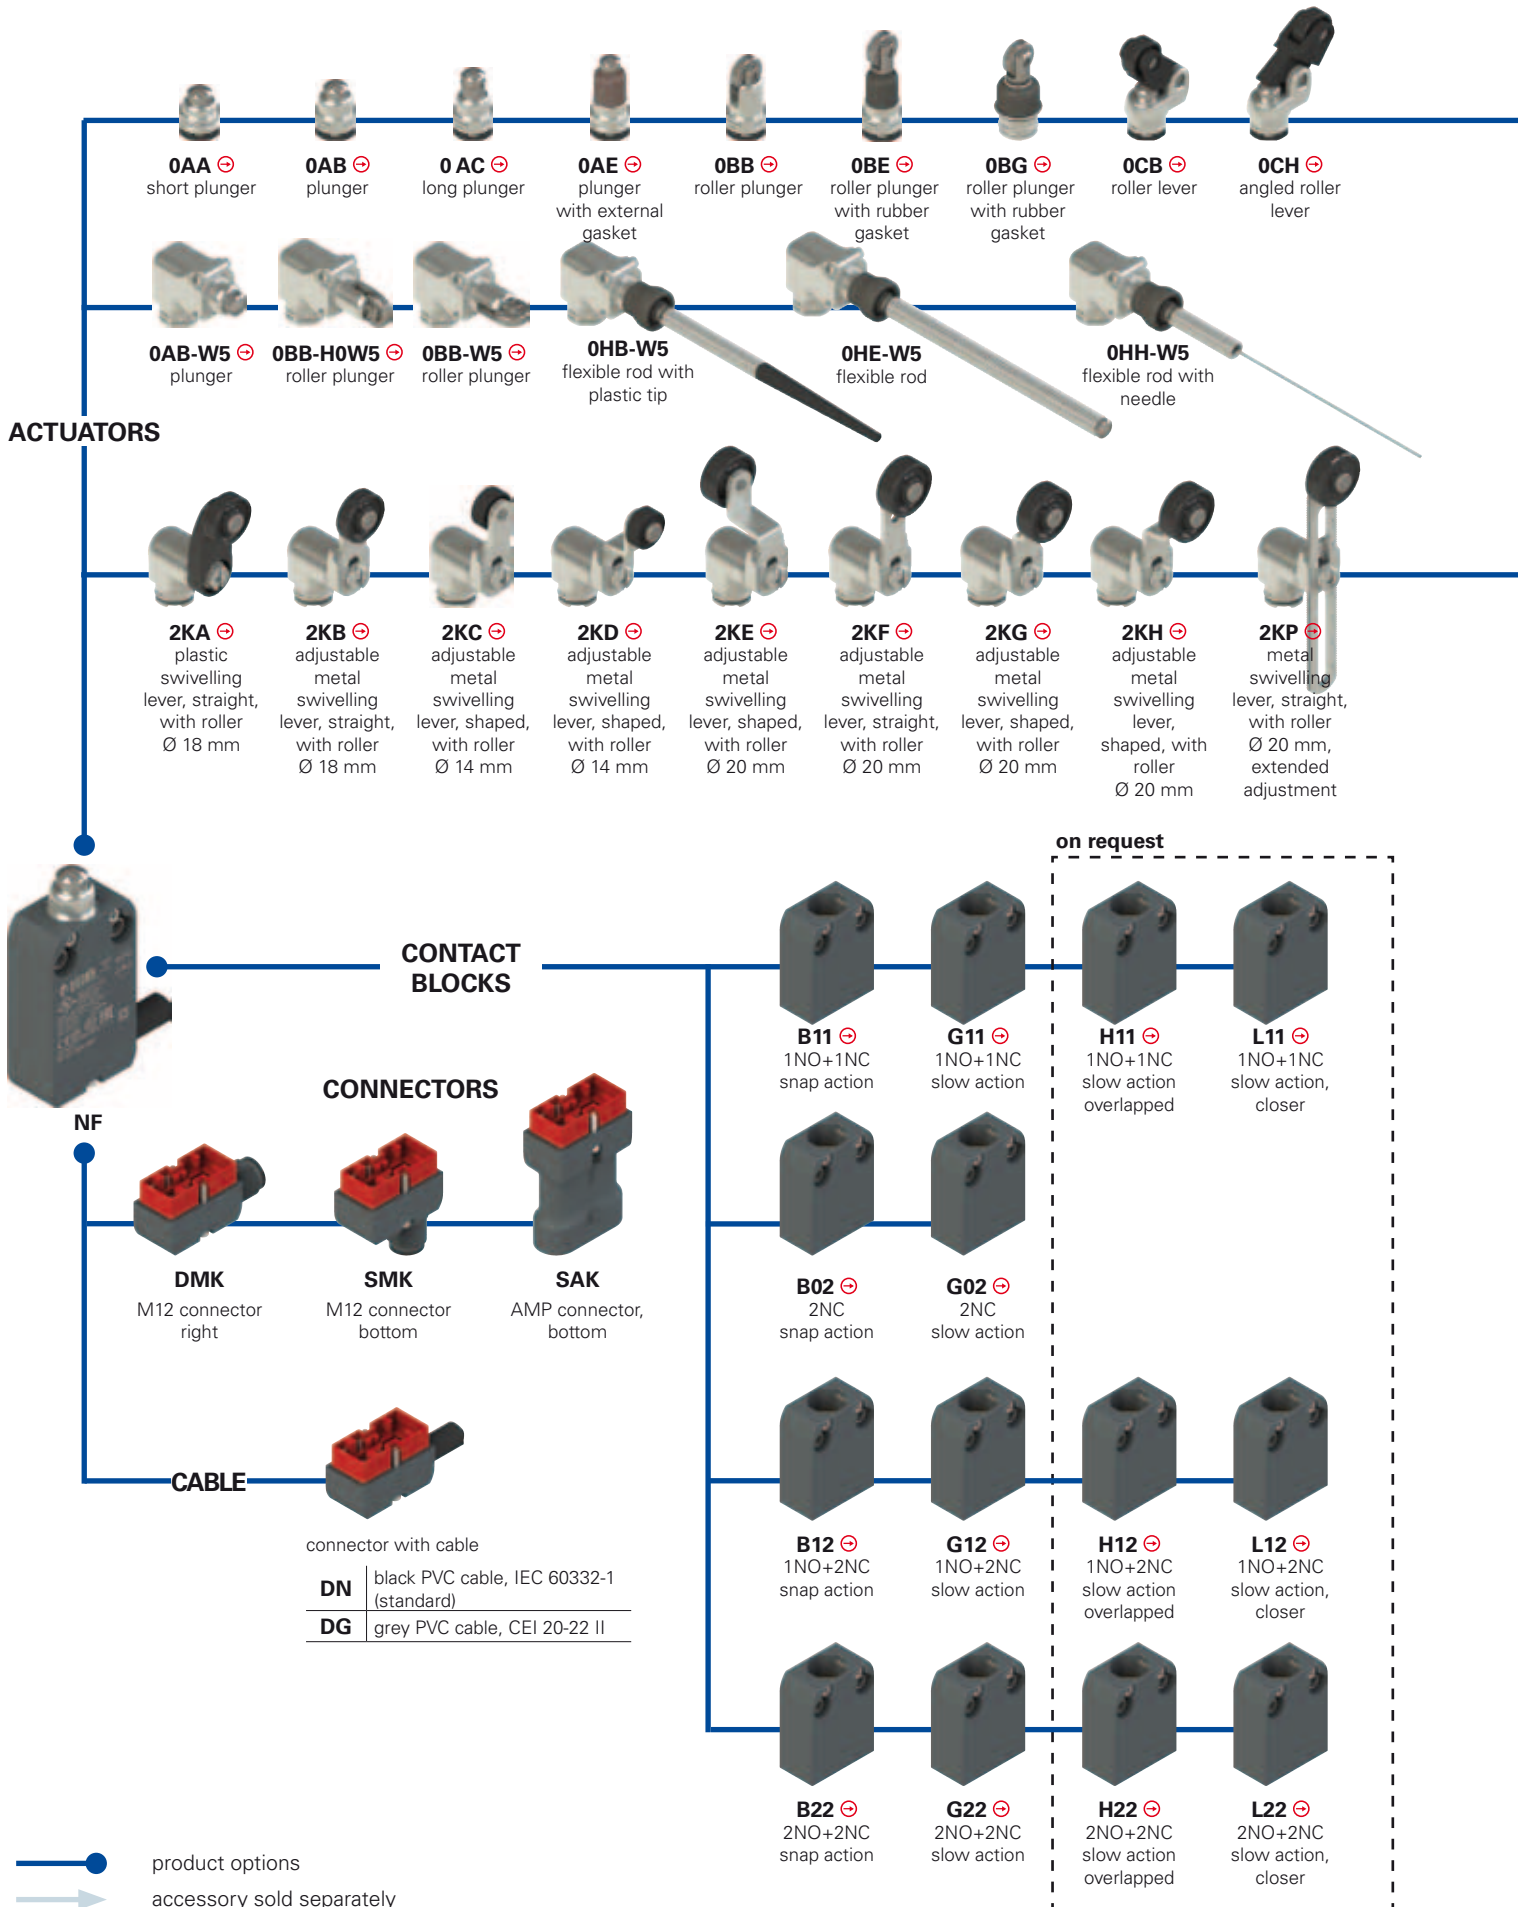 0AA
short plunger
0AB
plunger
0 AC
long plunger
0AE
plunger
with external
gasket
0BB
roller plunger
0BE
roller plunger
with rubber
gasket
0BG
roller plunger
with rubber
gasket
0CB
roller lever
0CH
angled roller
lever
0AB-W5
plunger
0BB-H0W5
roller plunger
0BB-W5
roller plunger
0HB-W5
flexible rod with
plastic tip
0HE-W5
flexible rod
0HH-W5
flexible rod with
needle
ACTUATORS
2KA
plastic
swivelling
lever, straight,
with roller
Ø 18 mm
2KB
adjustable
metal
swivelling
lever, straight,
with roller
Ø 18 mm
2KC
adjustable
metal
swivelling
lever, shaped,
with roller
Ø 14 mm
2KD
adjustable
metal
swivelling
lever, shaped,
with roller
Ø 14 mm
2KE
adjustable
metal
swivelling
lever, shaped,
with roller
Ø 20 mm
2KF
adjustable
metal
swivelling
lever, straight,
with roller
Ø 20 mm
2KG
adjustable
metal
swivelling
lever, shaped,
with roller
Ø 20 mm
2KH
adjustable
metal
swivelling
lever,
shaped, with
roller
Ø 20 mm
2KP
metal
swivelling
lever, straight,
with roller
Ø 20 mm,
extended
adjustment
on request
CONTACT
BLOCKS
B11
1NO+1NC
snap action
G11
1NO+1NC
slow action
H11
1NO+1NC
slow action
overlapped
L11
1NO+1NC
slow action,
closer
NF
CONNECTORS
DMK
M12 connector
right
SMK
M12 connector
bottom
SAK
AMP connector,
bottom
B02
2NC
snap action
G02
2NC
slow action
CABLE
connector with cable
DN black PVC cable, IEC 60332-1
(standard)
DG grey PVC cable, CEI 20-22 II
B12
1NO+2NC
snap action
G12
1NO+2NC
slow action
H12
1NO+2NC
slow action
overlapped
L12
1NO+2NC
slow action,
closer
B22
2NO+2NC
snap action
G22
2NO+2NC
slow action
H22
2NO+2NC
slow action
overlapped
L22
2NO+2NC
slow action,
closer
product options
accessory sold separately